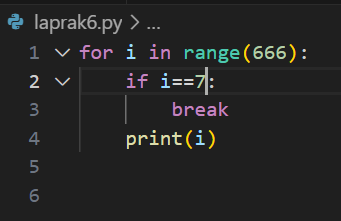 laprak6.py > ...
1 for i in range(666):
2     if i==7:
3         break
4     print(i)
5
6